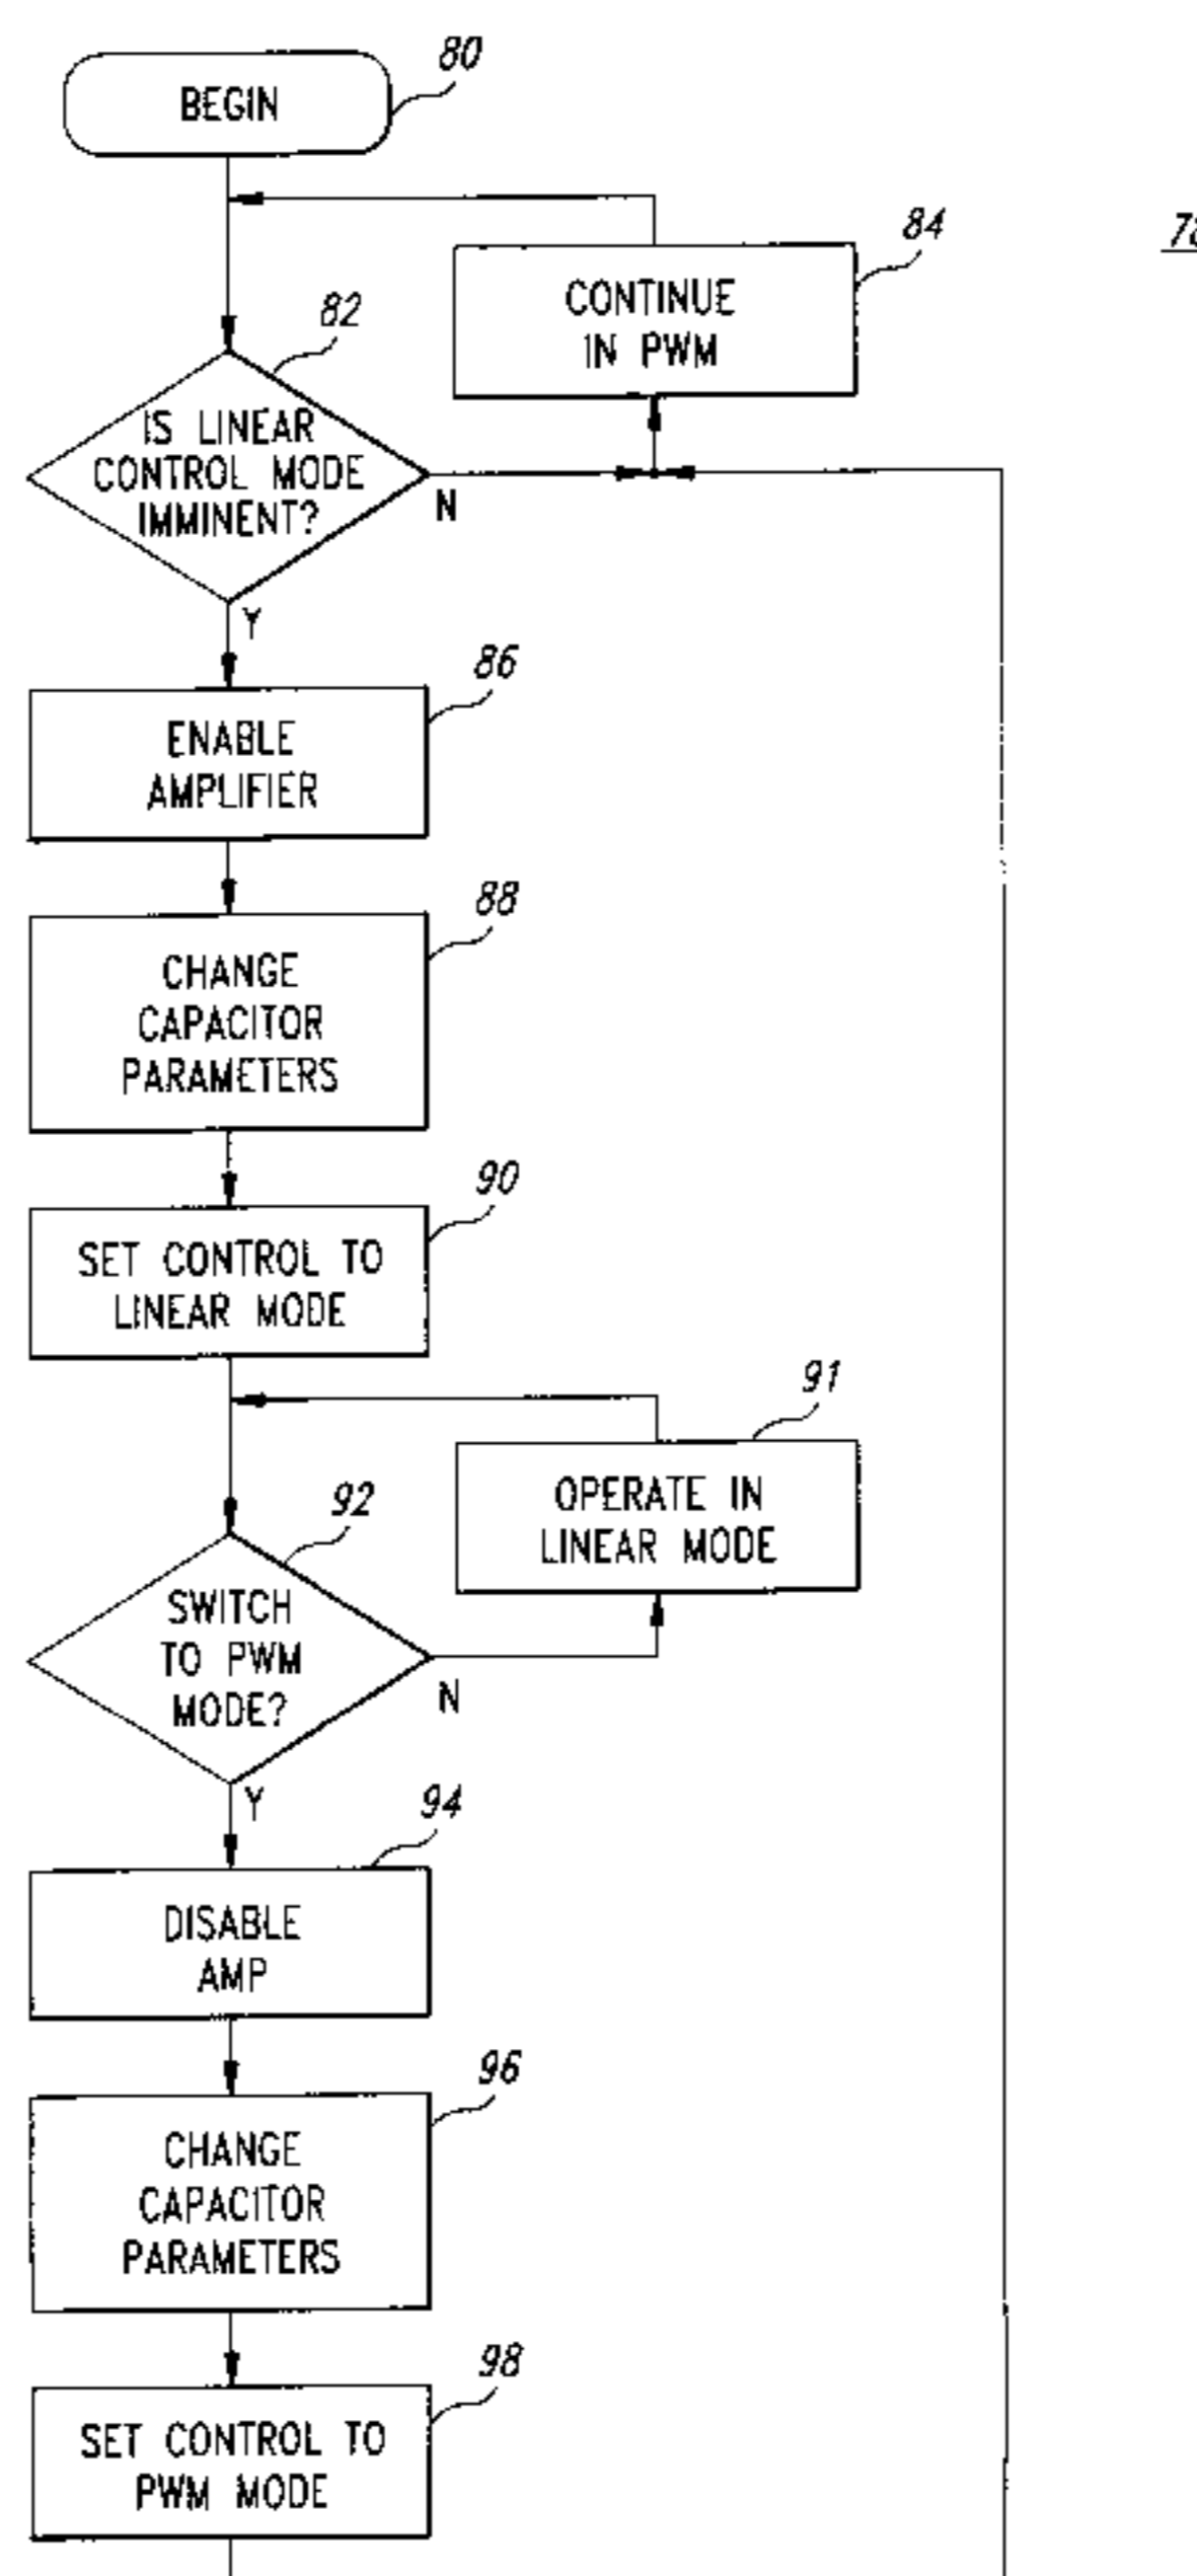 80
BEGIN
84
78
CONTINUE
IN PWM
82
IS LINEAR
CONTROL MODE
IMMINENT?
N
Y
86
ENABLE
AMPLIFIER
88
CHANGE
CAPACITOR
PARAMETERS
90
SET CONTROL TO
LINEAR MODE
91
OPERATE IN
LINEAR MODE
92
SWITCH
TO PWM
MODE?
N
Y
94
DISABLE
AMP
96
CHANGE
CAPACITOR
PARAMETERS
98
SET CONTROL TO
PWM MODE